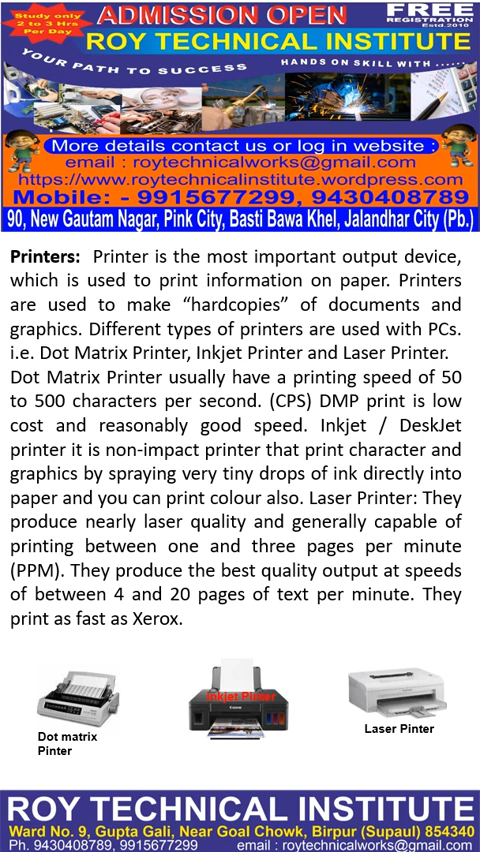 Study only
2 to 3 Hrs
Per Day
ADMISSION OPEN
FREE
REGISTRATION
Estd.2010
ROY TECHNICAL INSTITUTE
YOUR PATH TO SUCCESS
HANDS ON SKILL WITH ......
More details contact us or log in website :
email : roytechnicalworks@gmail.com
https://www.roytechnicalinstitute.wordpress.com
Mobile: - 9915677299, 9430408789
90, New Gautam Nagar, Pink City, Basti Bawa Khel, Jalandhar City (Pb.)
Printers: Printer is the most important output device,
which is used to print information on paper. Printers
are used to make “hardcopies” of documents and
graphics. Different types of printers are used with PCs.
i.e. Dot Matrix Printer, Inkjet Printer and Laser Printer.
Dot Matrix Printer usually have a printing speed of 50
to 500 characters per second. (CPS) DMP print is low
cost and reasonably good speed. Inkjet / DeskJet
printer it is non-impact printer that print character and
graphics by spraying very tiny drops of ink directly into
paper and you can print colour also. Laser Printer: They
produce nearly laser quality and generally capable of
printing between one and three pages per minute
(PPM). They produce the best quality output at speeds
of between 4 and 20 pages of text per minute. They
print as fast as Xerox.
Inkjet Pinter
Canon
Dot matrix
Pinter
Laser Pinter
ROY TECHNICAL INSTITUTE
Ward No. 9, Gupta Gali, Near Goal Chowk, Birpur (Supaul) 854340
Ph. 9430408789, 9915677299 email : roytechnicalworks@gmail.com